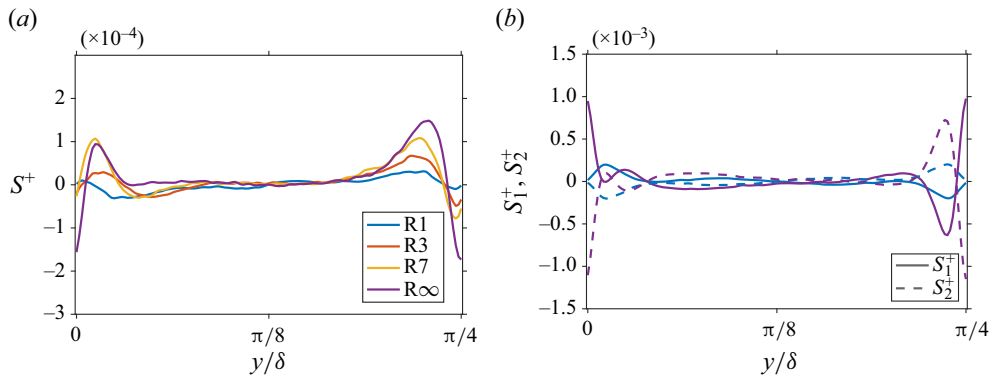 (a)
(×10⁻⁴)
S⁺
2
1
0
−1
−2
−3
R1
R3
R7
R∞
0
π/8
π/4
y/δ
(b)
(×10⁻³)
S₁⁺, S₂⁺
1.5
1.0
0.5
0
−0.5
−1.0
−1.5
S₁⁺
S₂⁺
0
π/8
π/4
y/δ